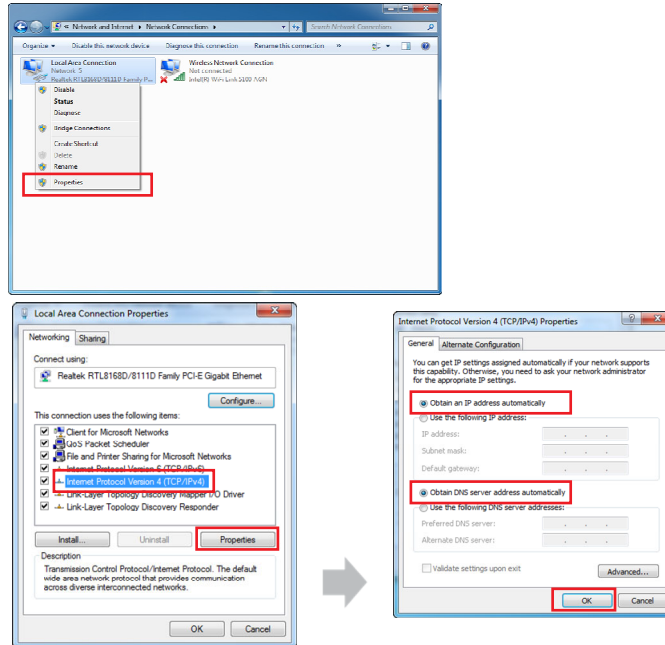 « Network and Internet ▸ Network Connections ▸
Search Network Connections
Organize ▾ Disable this network device Diagnose this connection Rename this connection »
Local Area Connection
Network 5
Realtek RTL8168D/8111D Family P...
Wireless Network Connection
Not connected
Intel(R) WiFi Link 5100 AGN
Disable
Status
Diagnose
Bridge Connections
Create Shortcut
Delete
Rename
Properties
Local Area Connection Properties
Networking Sharing
Connect using:
Realtek RTL8168D/8111D Family PCI-E Gigabit Ethernet
Configure...
This connection uses the following items:
Client for Microsoft Networks
QoS Packet Scheduler
File and Printer Sharing for Microsoft Networks
Internet Protocol Version 6 (TCP/IPv6)
Internet Protocol Version 4 (TCP/IPv4)
Link-Layer Topology Discovery Mapper I/O Driver
Link-Layer Topology Discovery Responder
Install... Uninstall Properties
Description
Transmission Control Protocol/Internet Protocol. The default
wide area network protocol that provides communication
across diverse interconnected networks.
OK Cancel
Internet Protocol Version 4 (TCP/IPv4) Properties
General Alternate Configuration
You can get IP settings assigned automatically if your network supports
this capability. Otherwise, you need to ask your network administrator
for the appropriate IP settings.
Obtain an IP address automatically
Use the following IP address:
IP address:
Subnet mask:
Default gateway:
Obtain DNS server address automatically
Use the following DNS server addresses:
Preferred DNS server:
Alternate DNS server:
Validate settings upon exit
Advanced...
OK Cancel